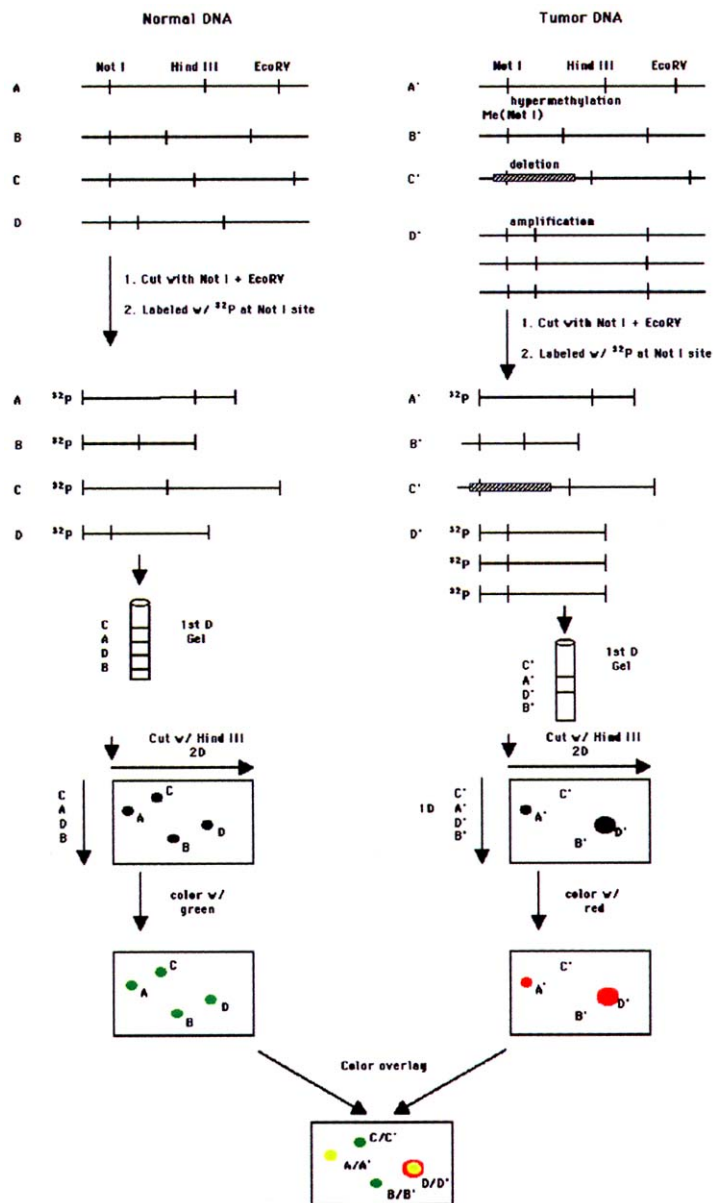 Normal DNA
Not I Hind III EcoRV
A
B
C
D
1. Cut with Not I + EcoRV
2. Labeled w/ ³²P at Not I site
A ³²P
B ³²P
C ³²P
D ³²P
C
A
D
B
1st D
Gel
Cut w/ Hind III
2D
C
A
D
B
C
A
D
B
color w/
green
C
A
D
B
Tumor DNA
Not I Hind III EcoRV
A'
hypermethylation
Me(Not I)
B'
deletion
C'
amplification
D'
1. Cut with Not I + EcoRV
2. Labeled w/ ³²P at Not I site
A' ³²P
B'
C'
D' ³²P
³²P
³²P
C'
A'
D'
B'
1st D
Gel
Cut w/ Hind III
2D
1D
C'
A'
D'
B'
C'
A'
D'
B'
color w/
red
C'
A'
D'
B'
Color overlay
C/C'
A/A'
D/D'
B/B'